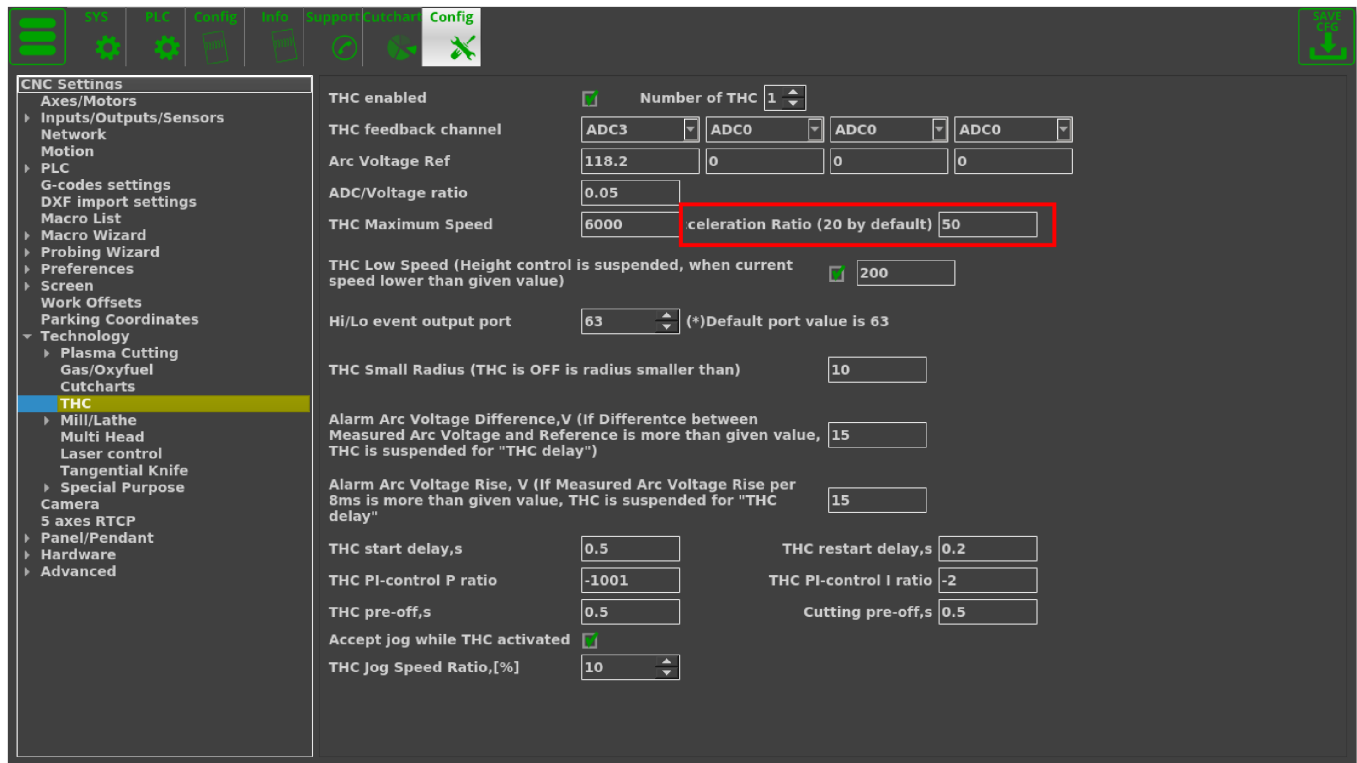 SYS PLC Config Info Support Cutchart Config
SAVE
CFG
CNC Settings
Axes/Motors
Inputs/Outputs/Sensors
Network
Motion
PLC
G-codes settings
DXF import settings
Macro List
Macro Wizard
Probing Wizard
Preferences
Screen
Work Offsets
Parking Coordinates
Technology
Plasma Cutting
Gas/Oxyfuel
Cutcharts
THC
Mill/Lathe
Multi Head
Laser control
Tangential Knife
Special Purpose
Camera
5 axes RTCP
Panel/Pendant
Hardware
Advanced
THC enabled Number of THC 1
THC feedback channel ADC3 ADC0 ADC0 ADC0
Arc Voltage Ref 118.2 0 0 0
ADC/Voltage ratio 0.05
THC Maximum Speed 6000 celeration Ratio (20 by default) 50
THC Low Speed (Height control is suspended, when current
speed lower than given value) 200
Hi/Lo event output port 63 (*)Default port value is 63
THC Small Radius (THC is OFF is radius smaller than) 10
Alarm Arc Voltage Difference,V (If Differentce between
Measured Arc Voltage and Reference is more than given value, 15
THC is suspended for "THC delay")
Alarm Arc Voltage Rise, V (If Measured Arc Voltage Rise per
8ms is more than given value, THC is suspended for "THC 15
delay"
THC start delay,s 0.5 THC restart delay,s 0.2
THC PI-control P ratio -1001 THC PI-control I ratio -2
THC pre-off,s 0.5 Cutting pre-off,s 0.5
Accept jog while THC activated
THC Jog Speed Ratio,[%] 10